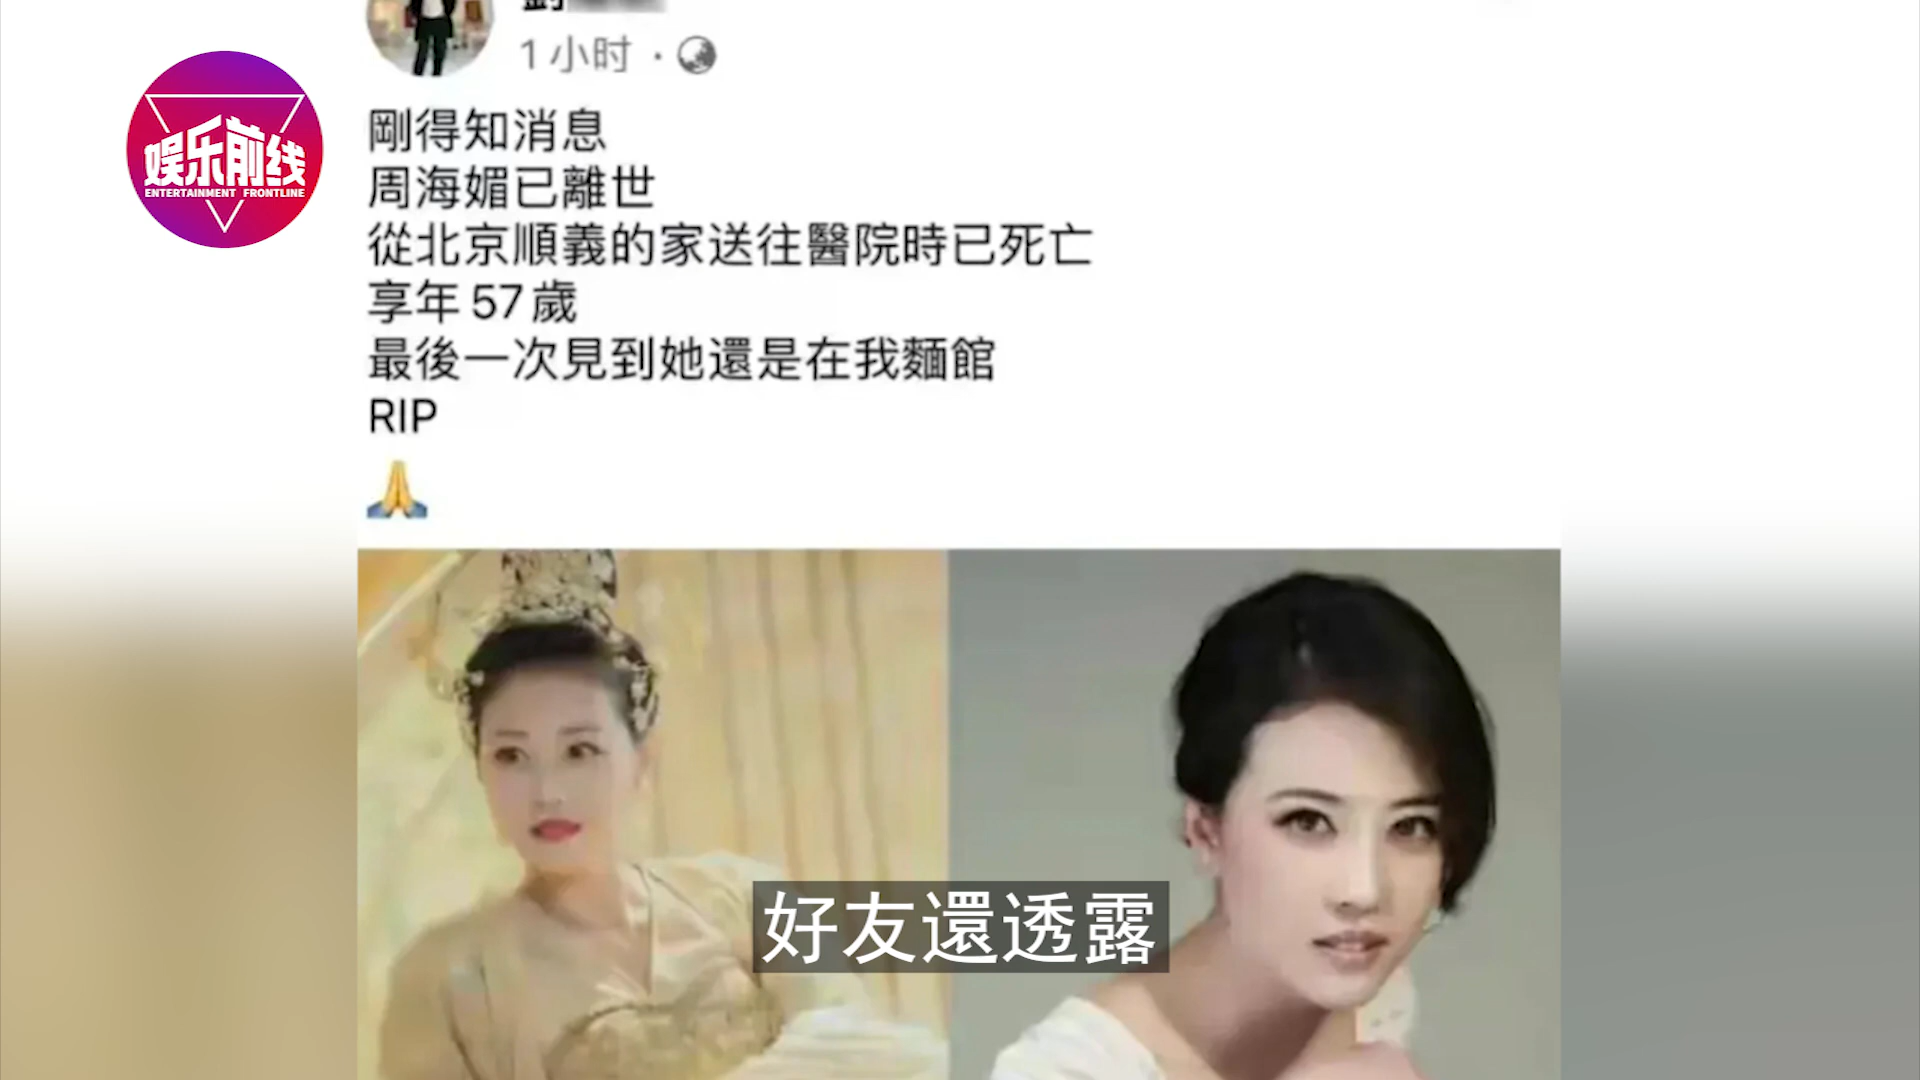 1小时
娱乐前线
ENTERTAINMENT FRONTLINE
剛得知消息
周海媚已離世
從北京順義的家送往醫院時已死亡
享年57歲
最後一次見到她還是在我麵館
RIP
好友還透露